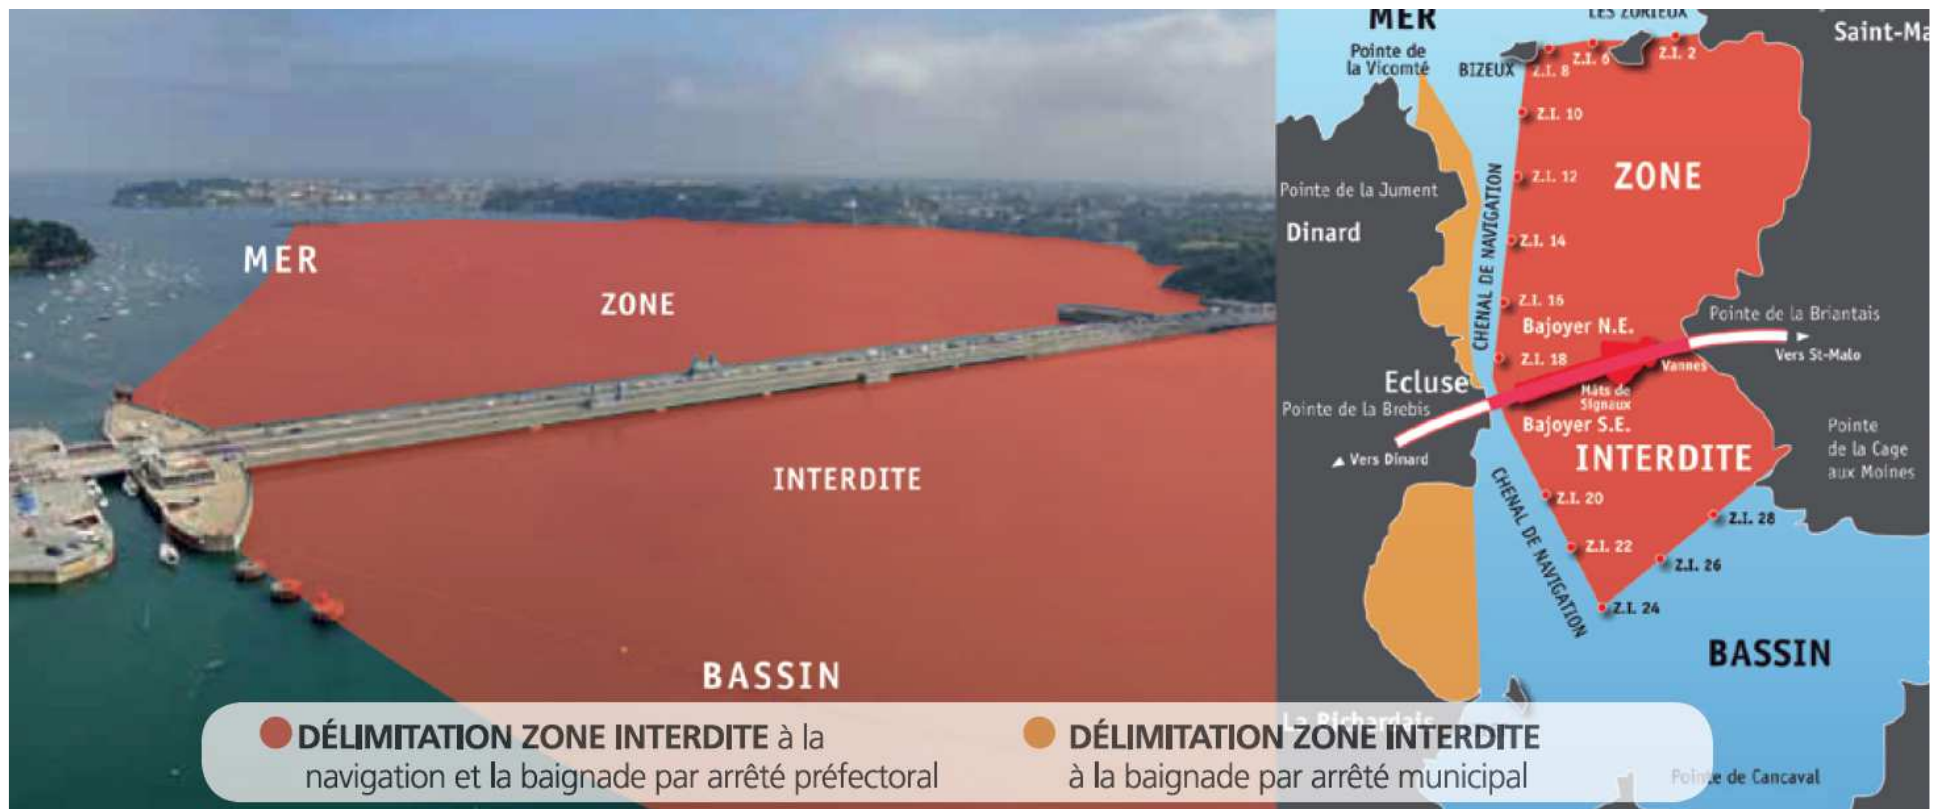 MER
ZONE
INTERDITE
BASSIN
MER
LES ZORIEUX
Saint-Ma
Pointe de
la Vicomté
BIZEUX
Z.I. 8
Z.I. 6
Z.I. 2
Z.I. 10
Z.I. 12
ZONE
Pointe de la Jument
Dinard
CHENAL DE NAVIGATION
Z.I. 14
Z.I. 16
Bajoyer N.E.
Pointe de la Briantais
Vers St-Malo
Z.I. 18
Vannes
Ecluse
Mâts de
Signaux
Pointe de la Brebis
Bajoyer S.E.
Vers Dinard
INTERDITE
Pointe
de la Cage
aux Moines
CHENAL DE NAVIGATION
Z.I. 20
Z.I. 28
Z.I. 22
Z.I. 26
Z.I. 24
BASSIN
La Richardais
Pointe de Cancaval
DÉLIMITATION ZONE INTERDITE à la
navigation et la baignade par arrêté préfectoral
DÉLIMITATION ZONE INTERDITE
à la baignade par arrêté municipal